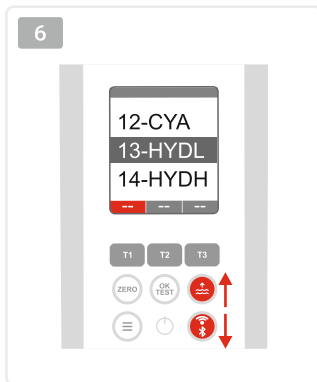 6
12-CYA
13-HYDL
14-HYDH
-- -- --
T1 T2 T3
ZERO OK TEST